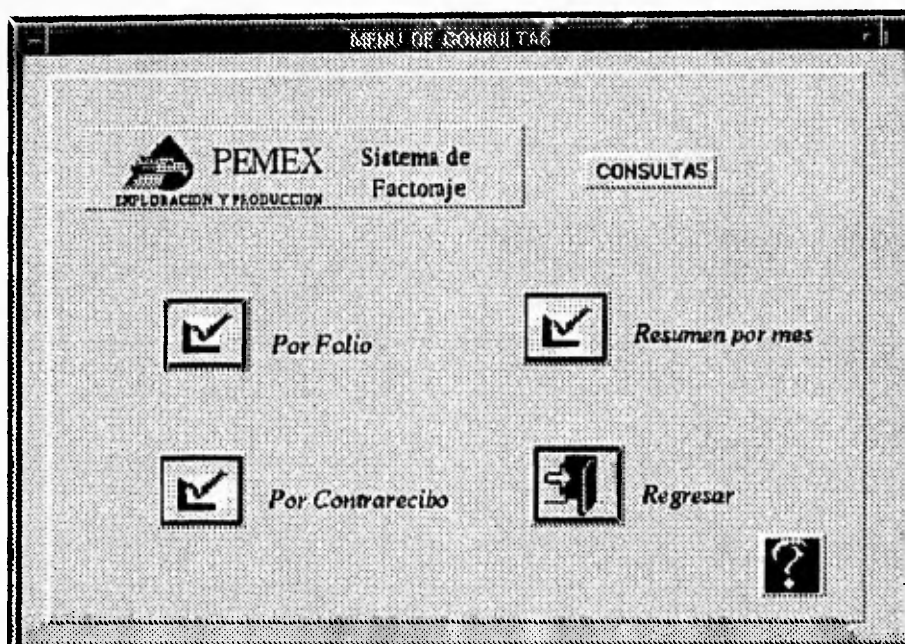 MENU DE CONSULTAS
PEMEX
EXPLORACION Y PRODUCCION
Sistema de
Factoraje
CONSULTAS
Por Folio
Resumen por mes
Por Contrarecibo
Regresar
?